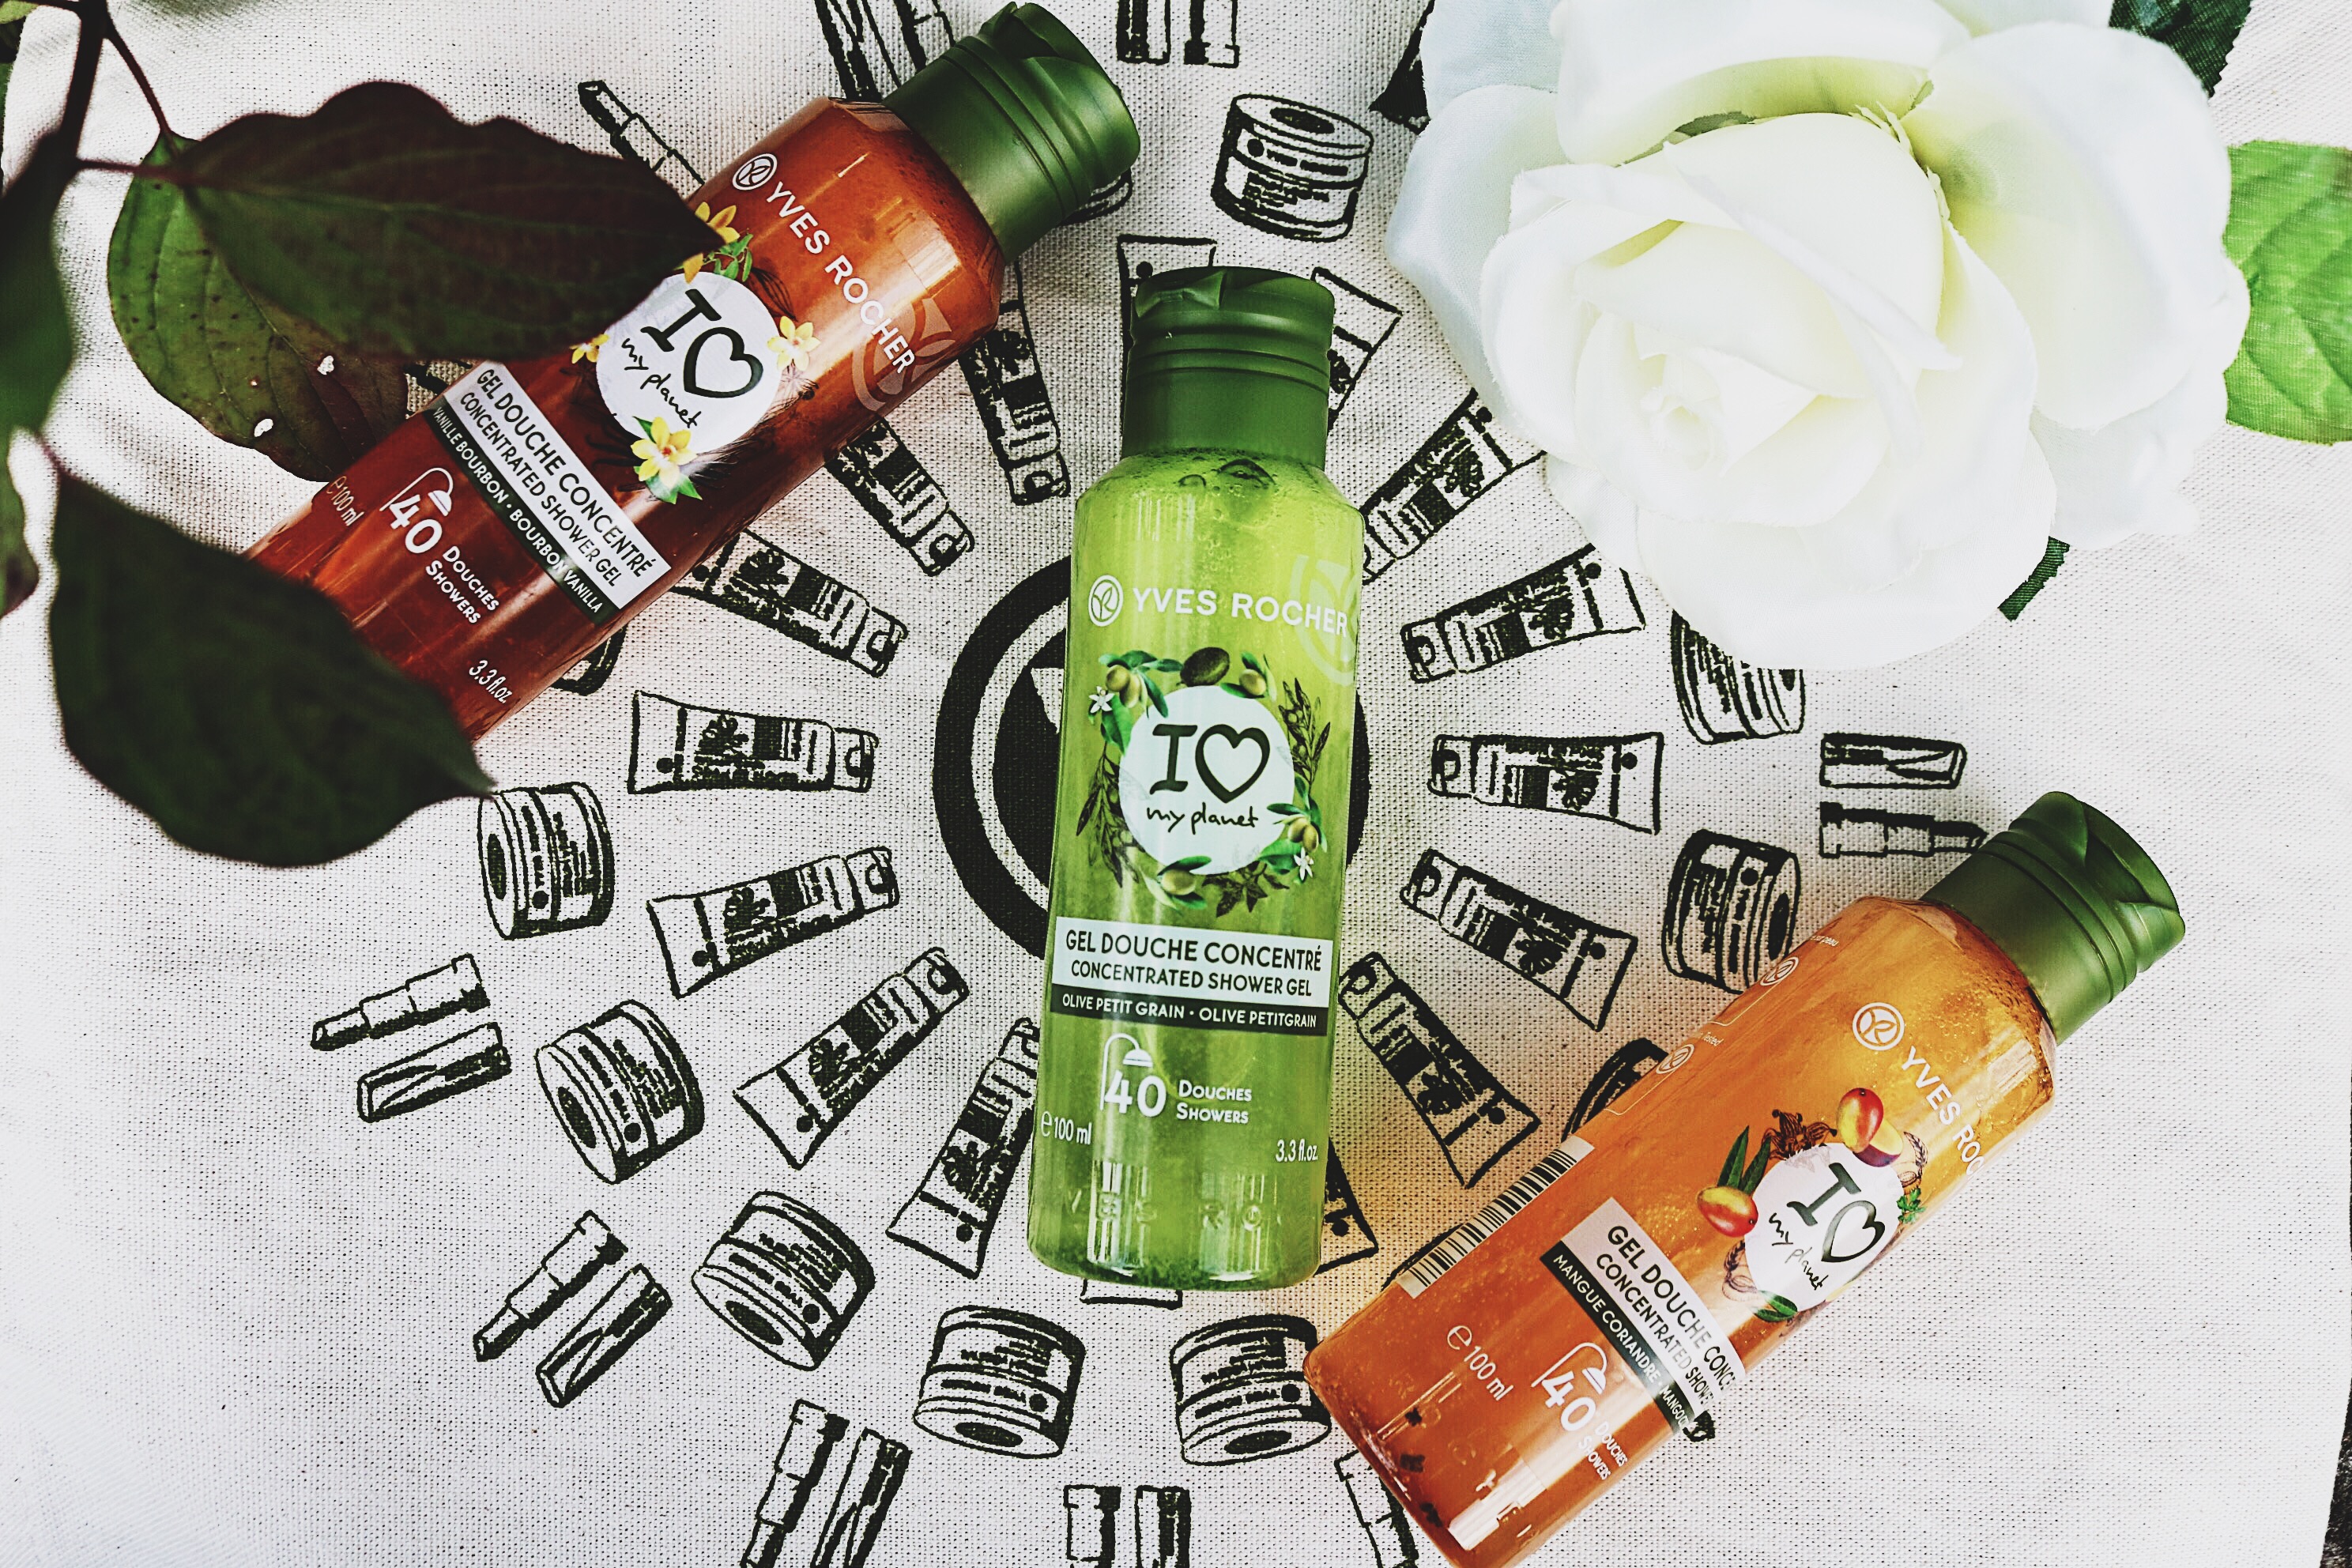 YVES ROCHER
I♡
my planet
GEL DOUCHE CONCENTRÉ
CONCENTRATED SHOWER GEL
VANILLE BOURBON • BOURBON VANILLA
40 DOUCHES
SHOWERS
e100 ml
3.3 fl.oz
YVES ROCHER
I♡
my planet
GEL DOUCHE CONCENTRÉ
CONCENTRATED SHOWER GEL
OLIVE PETIT GRAIN • OLIVE PETITGRAIN
40 DOUCHES
SHOWERS
e100 ml
3.3 fl.oz
YVES ROC
I♡
my planet
GEL DOUCHE CONC
CONCENTRATED SHOWE
MANGUE CORIANDRE • MANGO
40 DOUCHES
SHOWERS
e100 ml